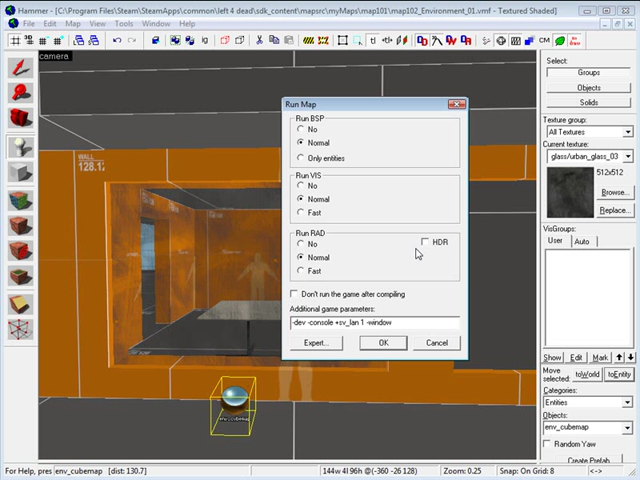 Hammer - [C:\Program Files\Steam\SteamApps\common\left 4 dead\sdk_content\mapsrc\myMaps\map101\map102_Environment_01.vmf - Textured Shaded]
File Edit Map View Tools Window Help
camera
WALL
128.12
env_cubemap
Run Map
Run BSP
No
Normal
Only entities
Run VIS
No
Normal
Fast
Run RAD
No
Normal
Fast
HDR
Don't run the game after compiling
Additional game parameters:
-dev -console +sv_lan 1 -window
Expert...
OK
Cancel
Select:
Groups
Objects
Solids
Texture group:
All Textures
Current texture:
glass/urban_glass_03
512x512
Browse...
Replace...
VisGroups:
User Auto
Show Edit Mark
Move selected:
toWorld toEntity
Categories:
Entities
Objects:
env_cubemap
Random Yaw
Create Prefab
For Help, pres env_cubemap [dist: 130.7] 144w 4l 96h @(-360 -26 128) Zoom: 0.25 Snap: On Grid: 8 <->